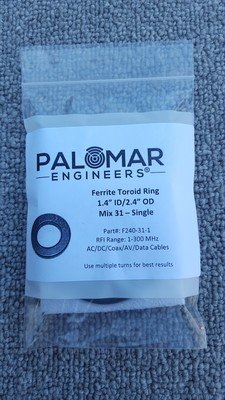 PALOMAR
ENGINEERS®
Ferrite Toroid Ring
1.4" ID/2.4" OD
Mix 31 – Single
Part#: F240-31-1
RFI Range: 1-300 MHz
AC/DC/Coax/AV/Data Cables
Use multiple turns for best results